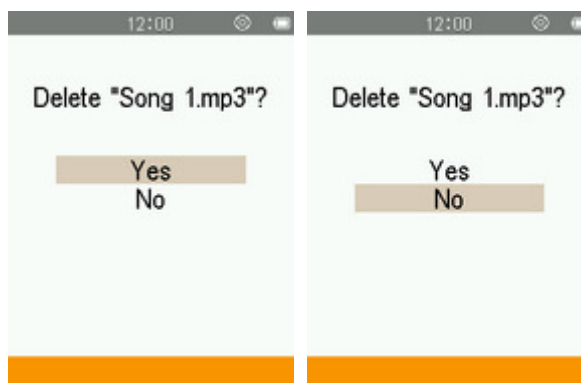 12:00
Delete "Song 1.mp3"?
Yes
No
12:00
Delete "Song 1.mp3"?
Yes
No